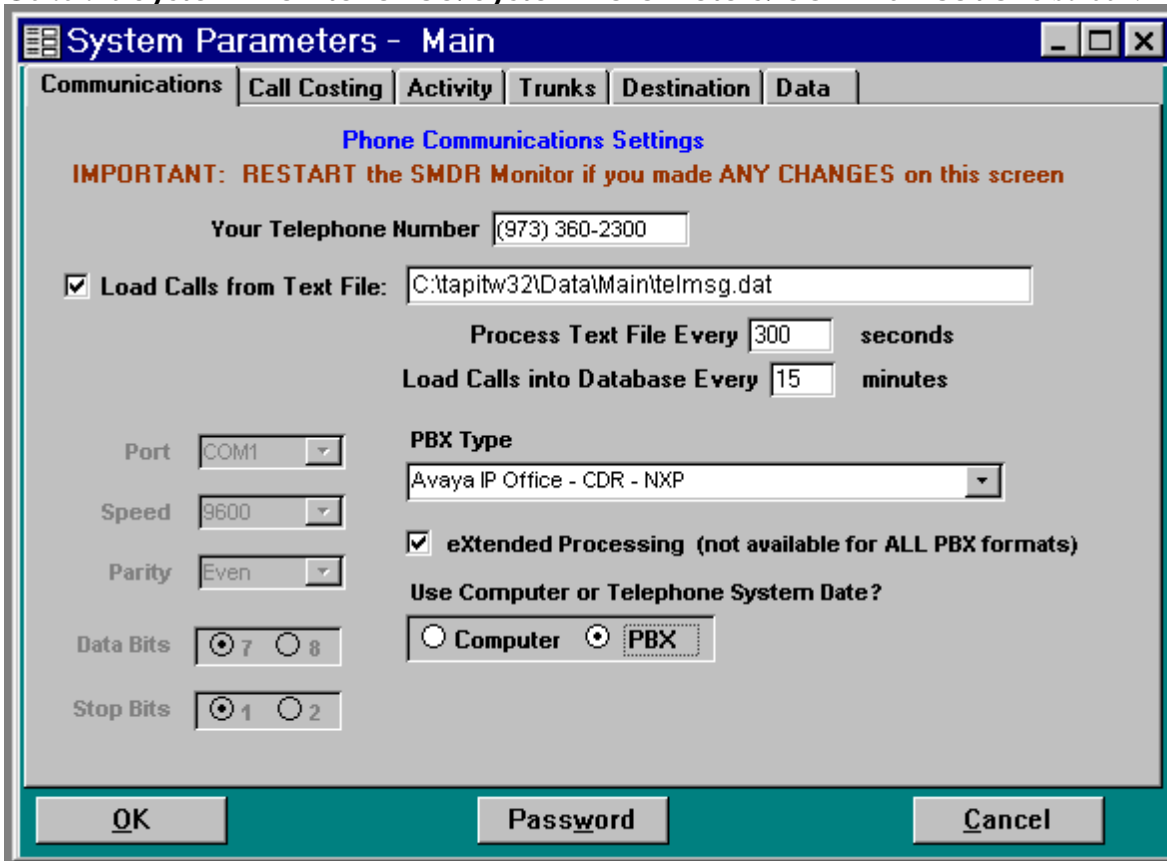 System Parameters - Main
Communications Call Costing Activity Trunks Destination Data
Phone Communications Settings
IMPORTANT: RESTART the SMDR Monitor if you made ANY CHANGES on this screen
Your Telephone Number (973) 360-2300
Load Calls from Text File: C:\tapitw32\Data\Main\telmsg.dat
Process Text File Every 300 seconds
Load Calls into Database Every 15 minutes
Port COM1
Speed 9600
Parity Even
Data Bits 7 8
Stop Bits 1 2
PBX Type
Avaya IP Office - CDR - NXP
eXtended Processing (not available for ALL PBX formats)
Use Computer or Telephone System Date?
Computer PBX
OK Password Cancel